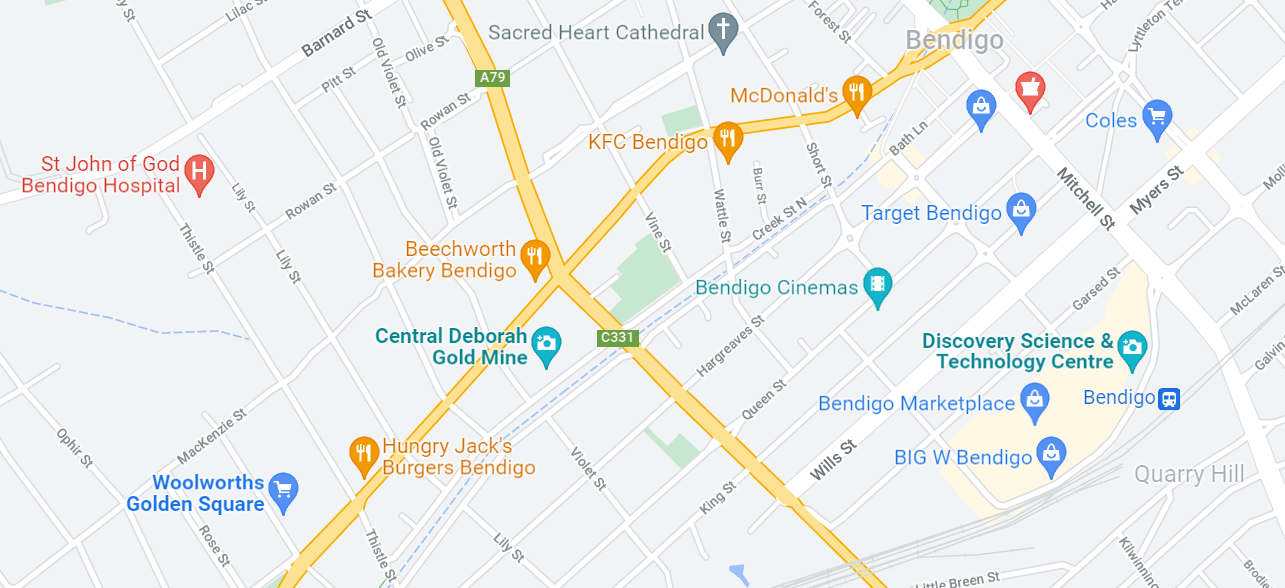 Lilac St
Barnard St
Forest St
Lyttleton Ter
Sacred Heart Cathedral
Bendigo
Olive St
Old Violet St
Pitt St
A79
McDonald's
Rowan St
Coles
KFC Bendigo
Bath Ln
St John of God
Bendigo Hospital
Old Violet St
Short St
Burr St
Mitchell St
Myers St
Lily St
Rowan St
Wattle St
Creek St N
Target Bendigo
Vine St
Thistle St
Lily St
Beechworth
Bakery Bendigo
Bendigo Cinemas
Garsed St
McLaren St
Central Deborah
Gold Mine
C331
Hargreaves St
Discovery Science &
Technology Centre
Queen St
Bendigo Marketplace
Bendigo
MacKenzie St
Ophir St
Hungry Jack's
Burgers Bendigo
Violet St
Wills St
BIG W Bendigo
Quarry Hill
Woolworths
Golden Square
King St
Rose St
Thistle St
Lily St
Little Breen St